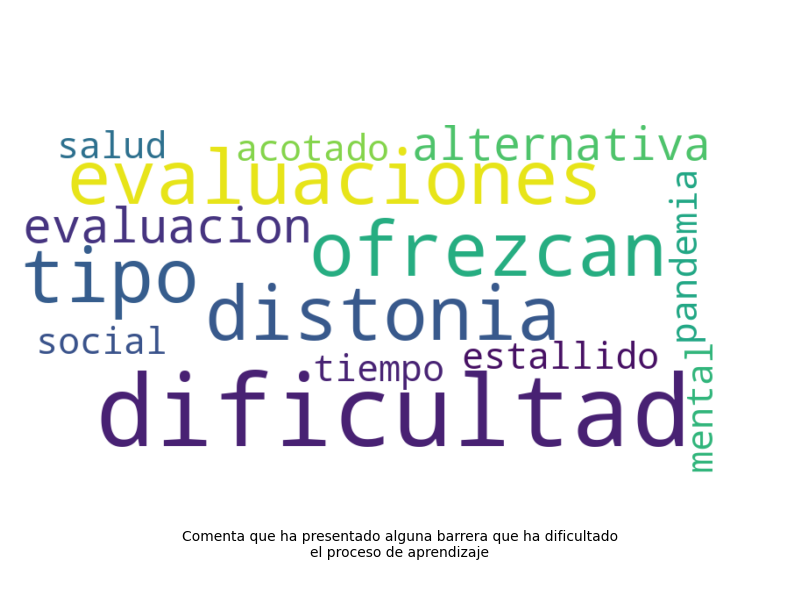 salud
acotado
alternativa
evaluaciones
pandemia
evaluacion
ofrezcan
tipo
distonia
social
estallido
tiempo
mental
dificultad
Comenta que ha presentado alguna barrera que ha dificultado
el proceso de aprendizaje